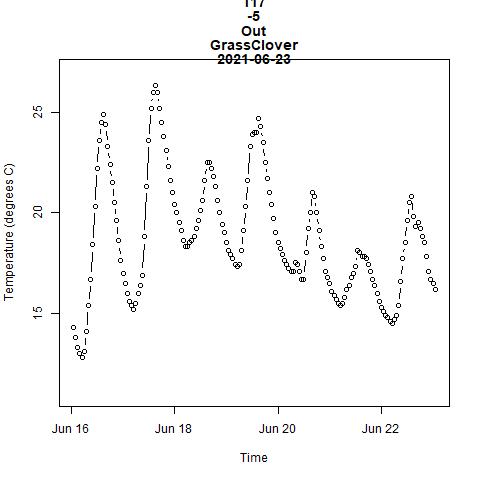 117
-5
Out
GrassClover
2021-06-23
25
20
15
Temperature (degrees C)
Jun 16
Jun 18
Jun 20
Jun 22
Time